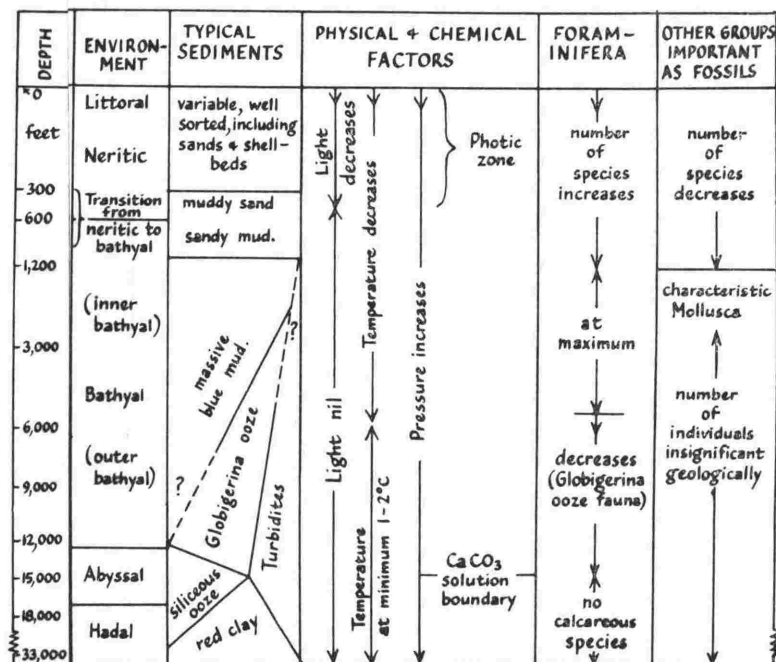 DEPTH
ENVIRON-
MENT
TYPICAL
SEDIMENTS
PHYSICAL & CHEMICAL
FACTORS
FORAM-
INIFERA
OTHER GROUPS
IMPORTANT
AS FOSSILS
0
feet
300
600
1,200
3,000
6,000
9,000
12,000
15,000
18,000
33,000
Littoral
Neritic
Transition from
neritic to
bathyal
(inner
bathyal)
Bathyal
(outer
bathyal)
Abyssal
Hadal
variable, well
sorted, including
sands & shell-
beds
muddy sand
sandy mud.
massive
blue mud.
?
?
Globigerina ooze
Turbidites
siliceous
ooze
red clay
Light
decreases
Light nil
Temperature decreases
Temperature
at minimum 1-2°C
Pressure increases
Photic
zone
CaCO3
solution
boundary
number
of
species
increases
at
maximum
decreases
(Globigerina
ooze fauna)
no
calcareous
species
number
of
species
decreases
characteristic
Mollusca
number
of
individuals
insignificant
geologically